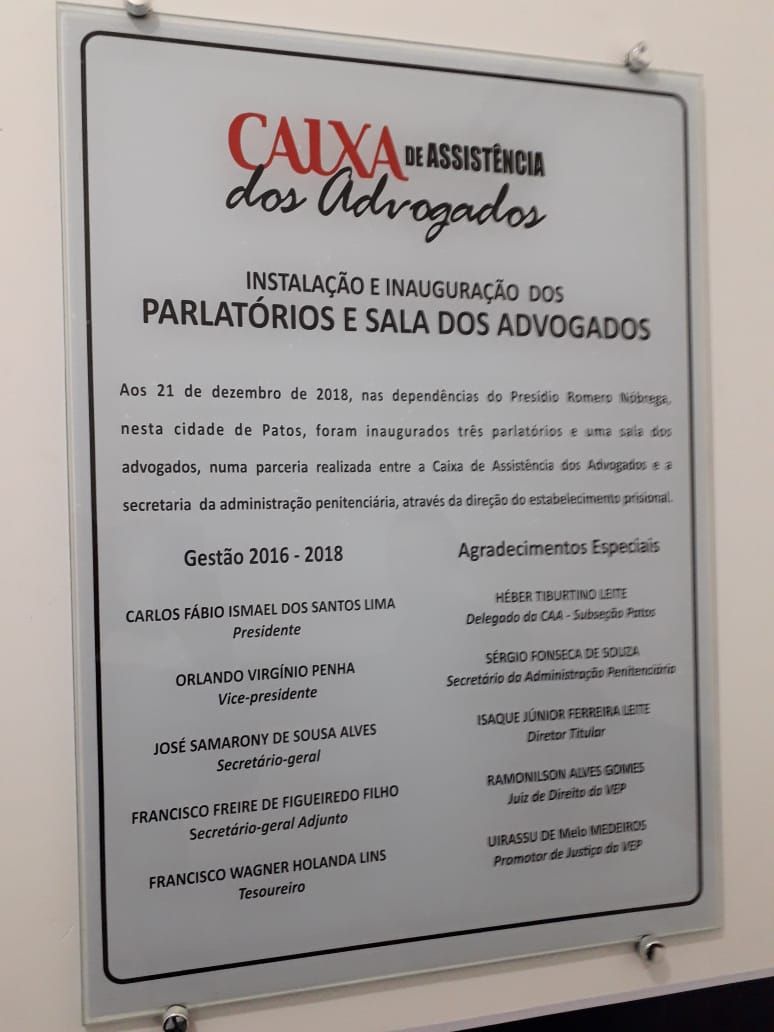 CAIXA DE ASSISTÊNCIA
dos Advogados
INSTALAÇÃO E INAUGURAÇÃO DOS
PARLATÓRIOS E SALA DOS ADVOGADOS
Aos 21 de dezembro de 2018, nas dependências do Presídio Romero Nóbrega,
nesta cidade de Patos, foram inaugurados três parlatórios e uma sala dos
advogados, numa parceria realizada entre a Caixa de Assistência dos Advogados e a
secretaria da administração penitenciária, através da direção do estabelecimento prisional.
Gestão 2016 - 2018
CARLOS FÁBIO ISMAEL DOS SANTOS LIMA
Presidente
ORLANDO VIRGÍNIO PENHA
Vice-presidente
JOSÉ SAMARONY DE SOUSA ALVES
Secretário-geral
FRANCISCO FREIRE DE FIGUEIREDO FILHO
Secretário-geral Adjunto
FRANCISCO WAGNER HOLANDA LINS
Tesoureiro
Agradecimentos Especiais
HÉBER TIBURTINO LEITE
Delegado da CAA - Subseção Patos
SÉRGIO FONSECA DE SOUZA
Secretário da Administração Penitenciária
ISAQUE JÚNIOR FERREIRA LEITE
Diretor Titular
RAMONILSON ALVES GOMES
Juiz de Direito da VEP
UIRASSU DE Melo MEDEIROS
Promotor de Justiça da VEP